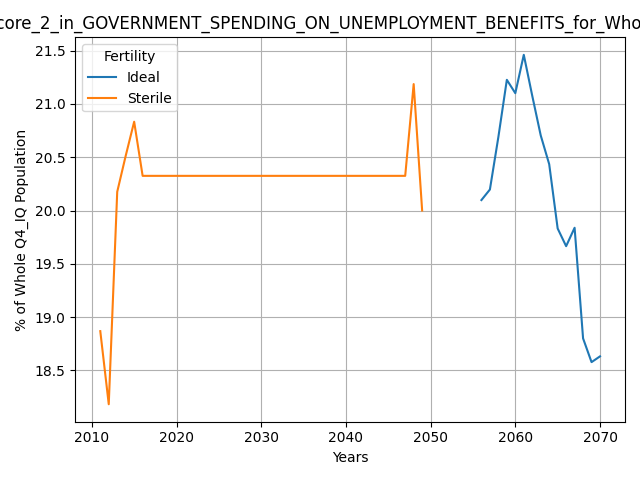 core_2_in_GOVERNMENT_SPENDING_ON_UNEMPLOYMENT_BENEFITS_for_Who
Fertility
Ideal
Sterile
% of Whole Q4_IQ Population
21.5
21.0
20.5
20.0
19.5
19.0
18.5
2010 2020 2030 2040 2050 2060 2070
Years